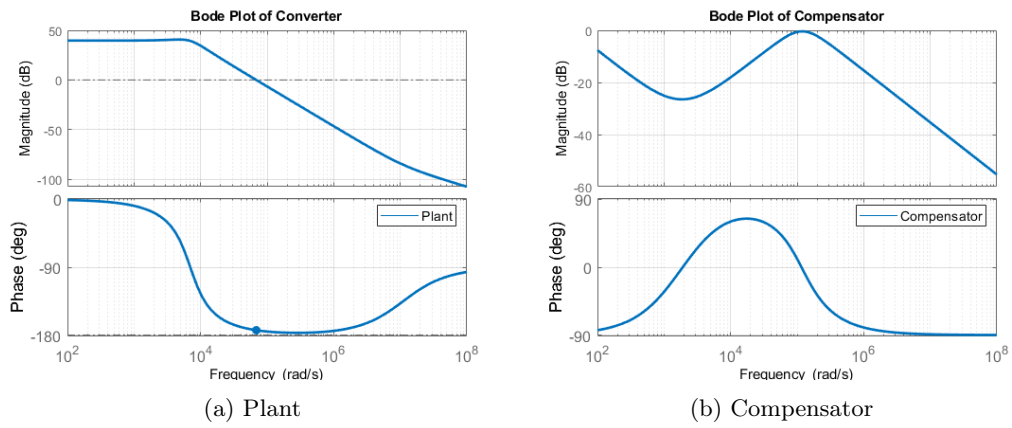 Bode Plot of Converter
Magnitude (dB)
50
0
-50
-100
Phase (deg)
0
-90
-180
Plant
10^2
10^4
10^6
10^8
Frequency (rad/s)
(a) Plant
Bode Plot of Compensator
Magnitude (dB)
0
-20
-40
-60
Phase (deg)
90
0
-90
Compensator
10^2
10^4
10^6
10^8
Frequency (rad/s)
(b) Compensator